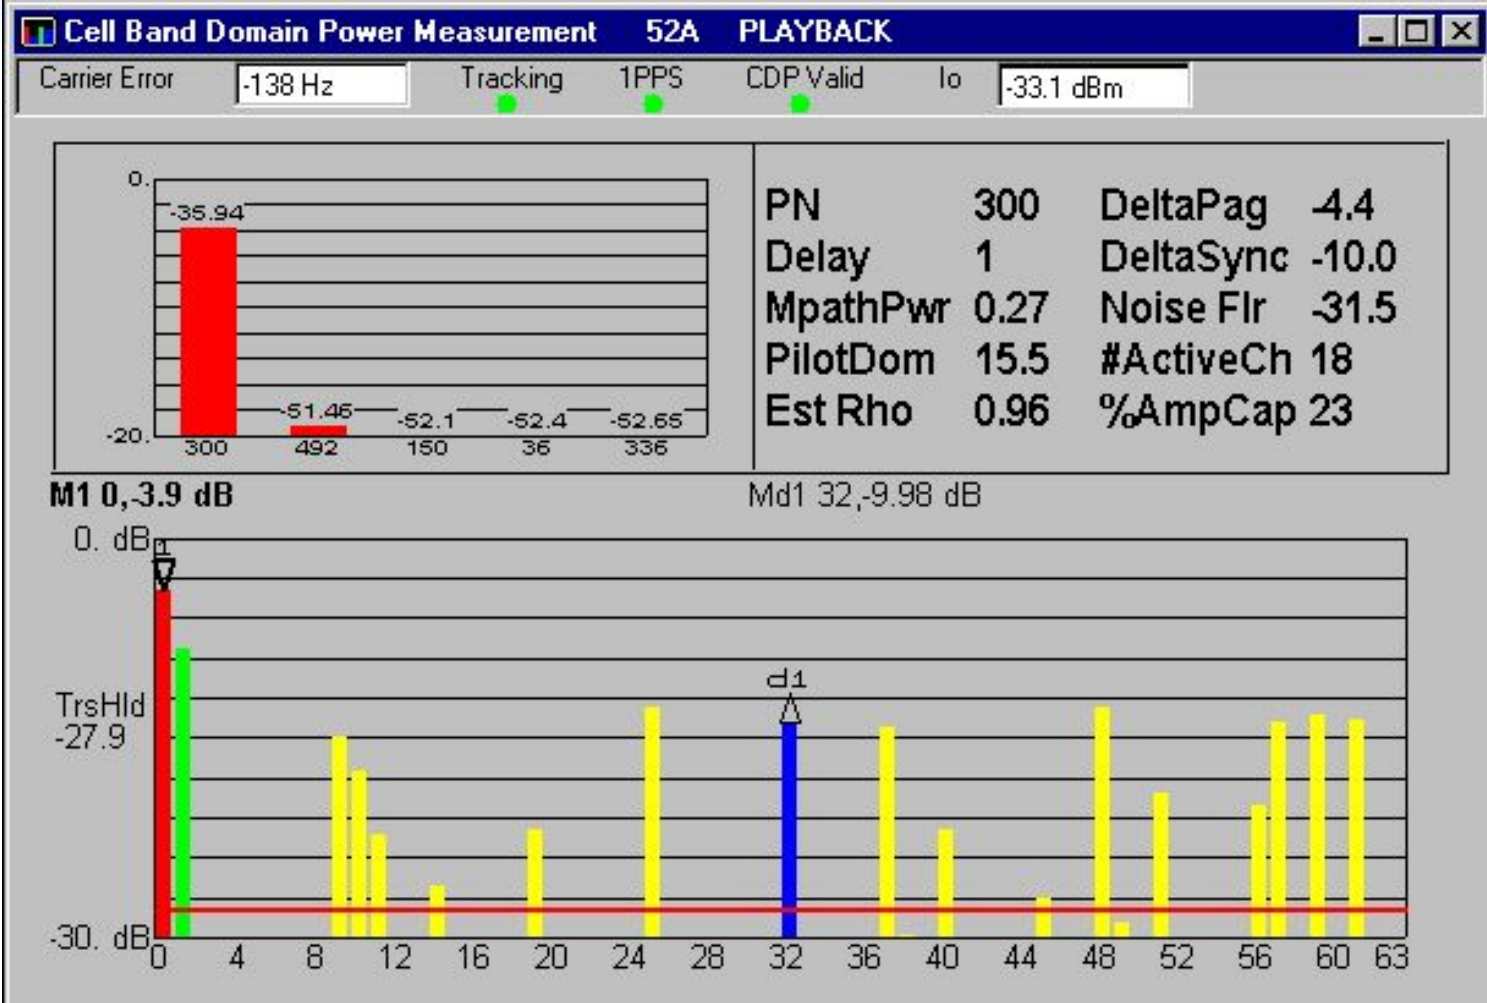 Cell Band Domain Power Measurement 52A PLAYBACK
Carrier Error -138 Hz Tracking 1PPS CDP Valid Io -33.1 dBm
0.
-35.94
-51.46 -52.1 -52.4 -52.65
-20.
300 492 150 36 336
PN 300 DeltaPag -4.4
Delay 1 DeltaSync -10.0
MpathPwr 0.27 Noise Flr -31.5
PilotDom 15.5 #ActiveCh 18
Est Rho 0.96 %AmpCap 23
M1 0,-3.9 dB Md1 32,-9.98 dB
0. dB
1
d1
TrsHld
-27.9
-30. dB
0 4 8 12 16 20 24 28 32 36 40 44 48 52 56 60 63